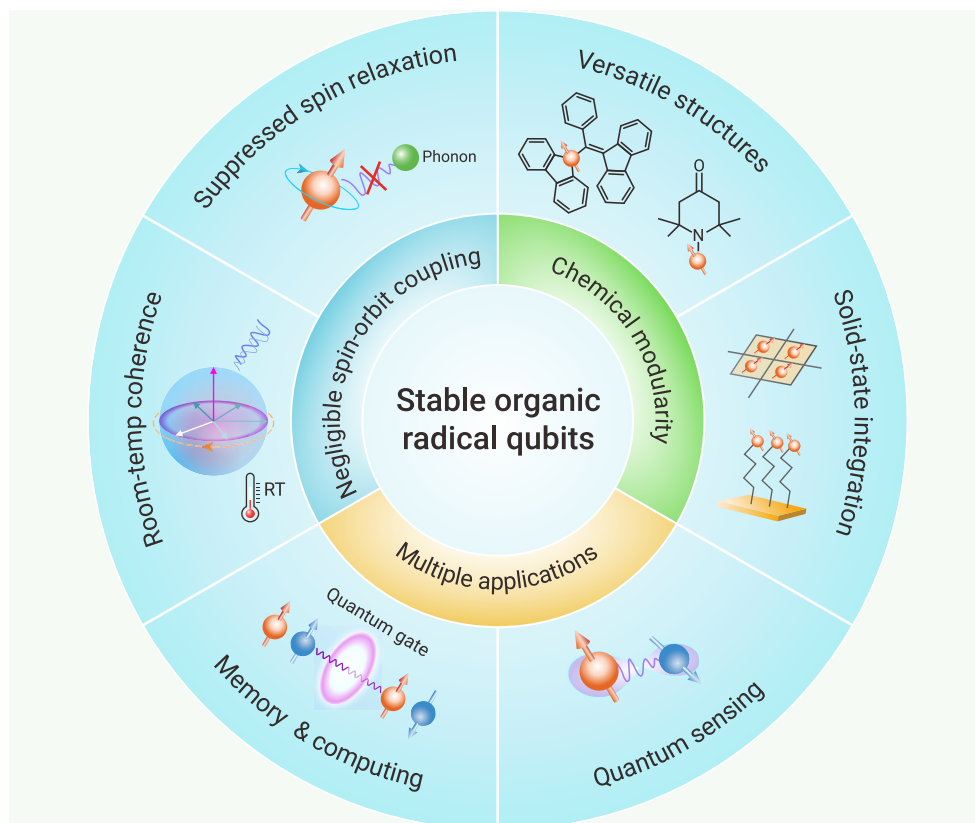 Suppressed spin relaxation
Phonon
Versatile structures
O
N
Negligible spin-orbit coupling
Chemical modularity
Room-temp coherence
RT
Solid-state integration
Stable organic
radical qubits
Multiple applications
Quantum gate
Memory & computing
Quantum sensing